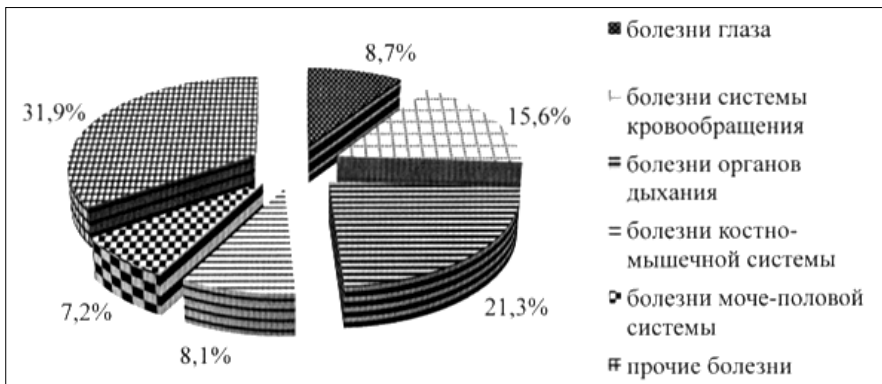 8,7%
15,6%
21,3%
8,1%
7,2%
31,9%
болезни глаза
болезни системы
кровообращения
болезни органов
дыхания
болезни костно-
мышечной системы
болезни моче-половой
системы
прочие болезни